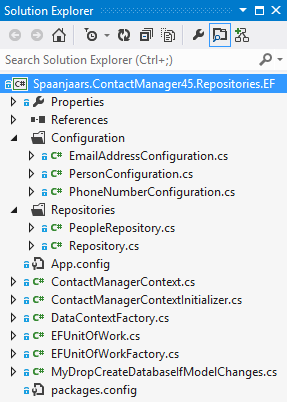 Solution Explorer
Search Solution Explorer (Ctrl+;)
Spaanjaars.ContactManager45.Repositories.EF
Properties
References
Configuration
C# EmailAddressConfiguration.cs
C# PersonConfiguration.cs
C# PhoneNumberConfiguration.cs
Repositories
C# PeopleRepository.cs
C# Repository.cs
App.config
C# ContactManagerContext.cs
C# ContactManagerContextInitializer.cs
C# DataContextFactory.cs
C# EFUnitOfWork.cs
C# EFUnitOfWorkFactory.cs
C# MyDropCreateDatabaseIfModelChanges.cs
packages.config